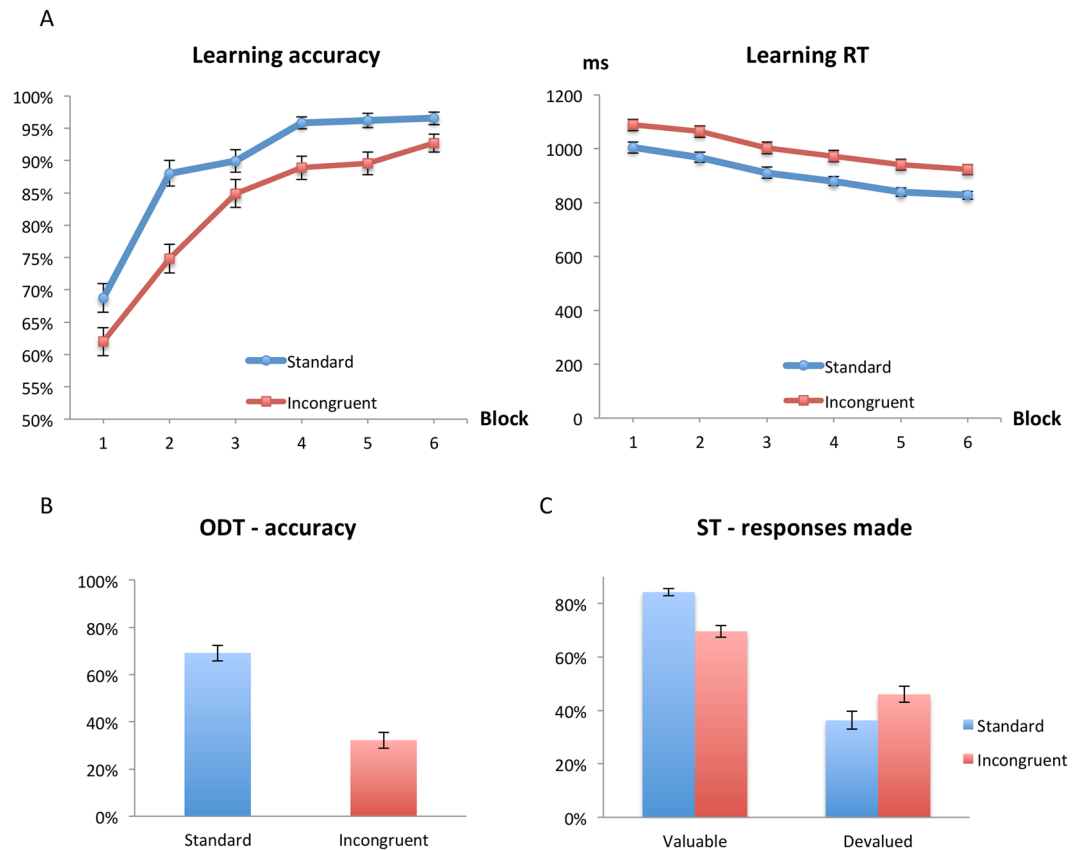 A
Learning accuracy
100%
95%
90%
85%
80%
75%
70%
65%
60%
55%
50%
1 2 3 4 5 6
Block
Standard
Incongruent
Learning RT
ms
1200
1000
800
600
400
200
0
1 2 3 4 5 6
Block
Standard
Incongruent
B
ODT - accuracy
100%
80%
60%
40%
20%
0%
Standard Incongruent
C
ST - responses made
80%
60%
40%
20%
0%
Valuable Devalued
Standard
Incongruent